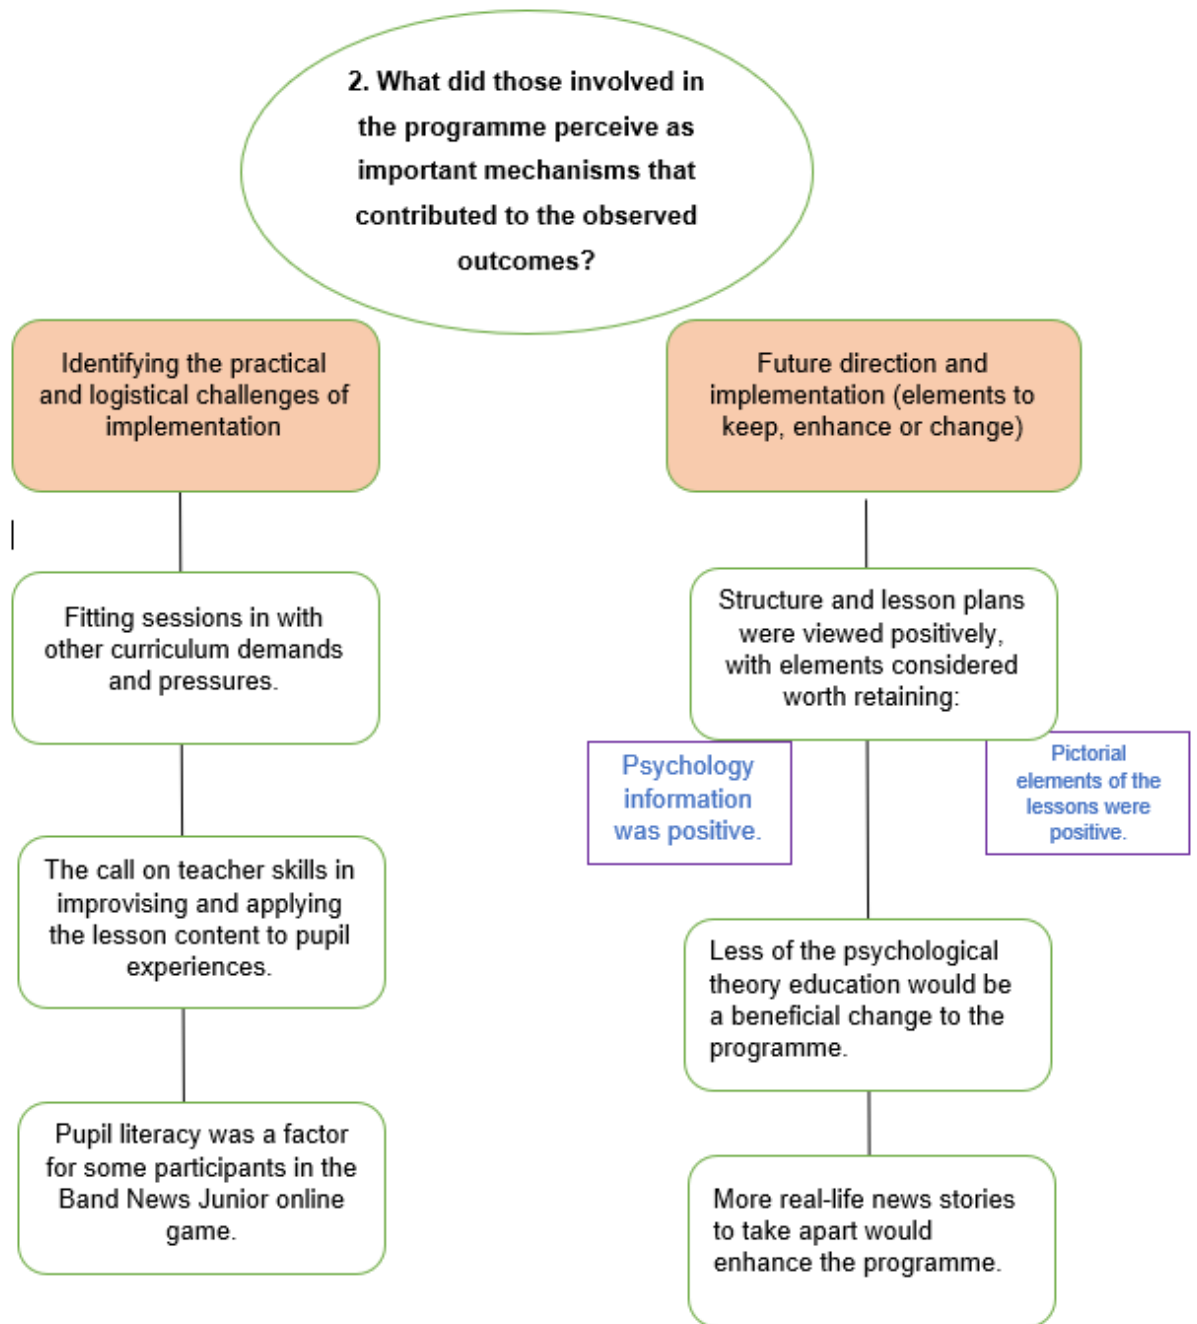 2. What did those involved in
the programme perceive as
important mechanisms that
contributed to the observed
outcomes?
Identifying the practical
and logistical challenges of
implementation
Fitting sessions in with
other curriculum demands
and pressures.
The call on teacher skills in
improvising and applying
the lesson content to pupil
experiences.
Pupil literacy was a factor
for some participants in the
Band News Junior online
game.
Future direction and
implementation (elements to
keep, enhance or change)
Structure and lesson plans
were viewed positively,
with elements considered
worth retaining:
Psychology
information
was positive.
Pictorial
elements of the
lessons were
positive.
Less of the psychological
theory education would be
a beneficial change to the
programme.
More real-life news stories
to take apart would
enhance the programme.